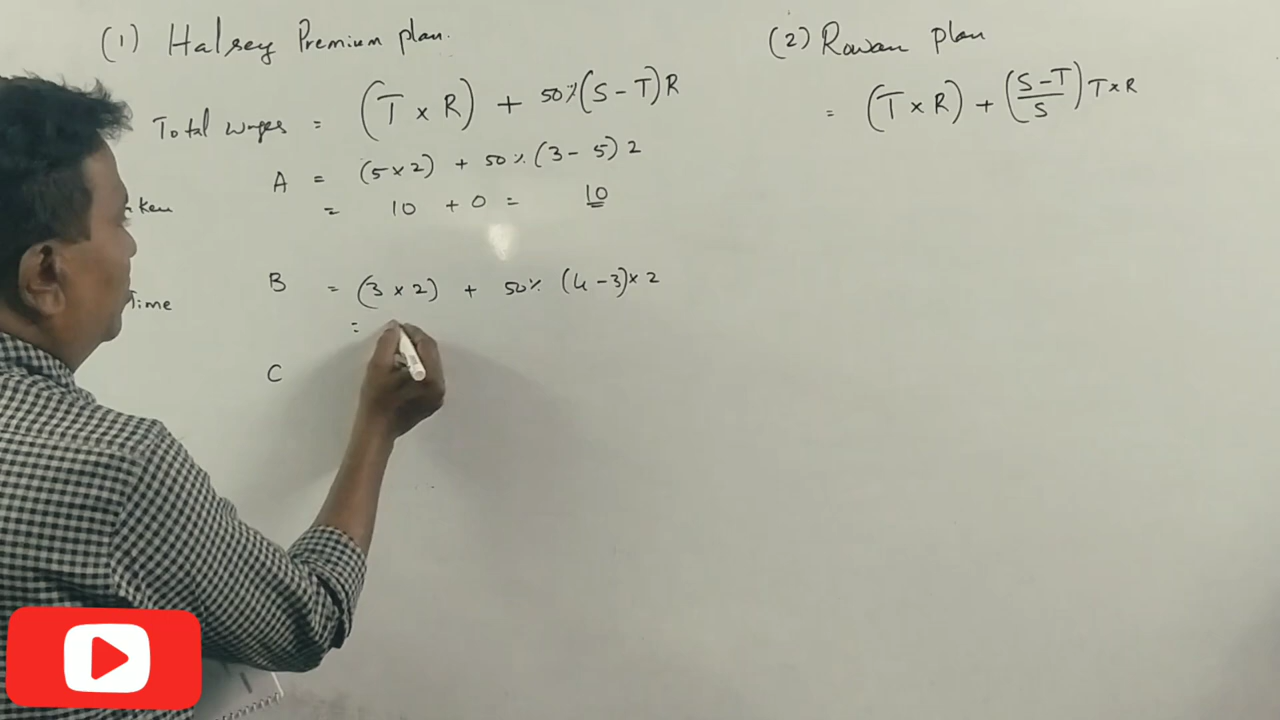 (1) Halsey Premium plan.
Total wages = (T × R) + 50%(S - T)R
A = (5×2) + 50%(3 - 5) 2
= 10 + 0 = 10
B = (3 × 2) + 50% (4 - 3)× 2
=
C
ken
Time
(2) Rowan plan
= (T × R) + (S-T/S) T × R